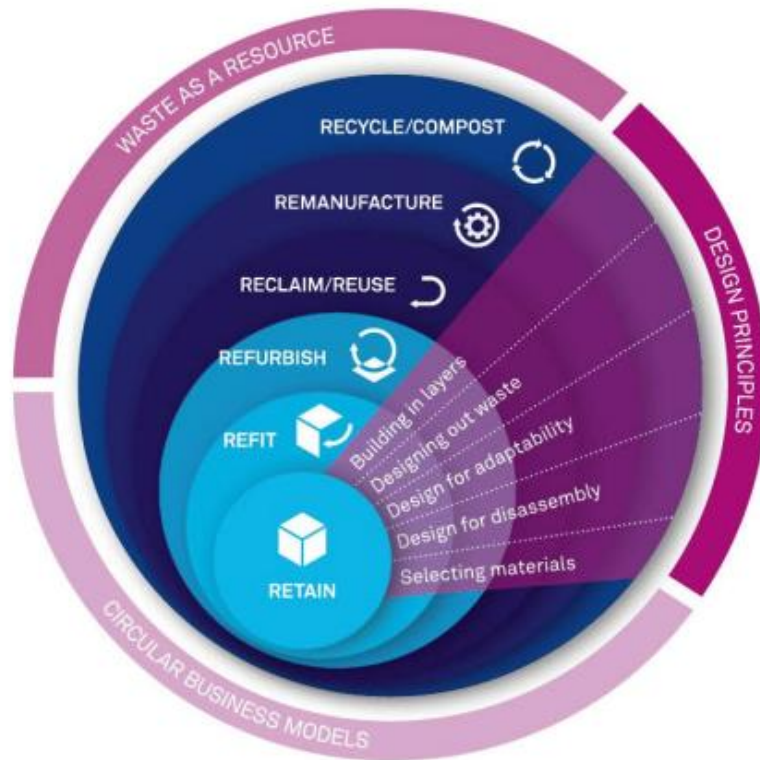 WASTE AS A RESOURCE
RECYCLE/COMPOST
REMANUFACTURE
RECLAIM/REUSE
REFURBISH
REFIT
RETAIN
Building in layers
Designing out waste
Design for adaptability
Design for disassembly
Selecting materials
DESIGN PRINCIPLES
CIRCULAR BUSINESS MODELS